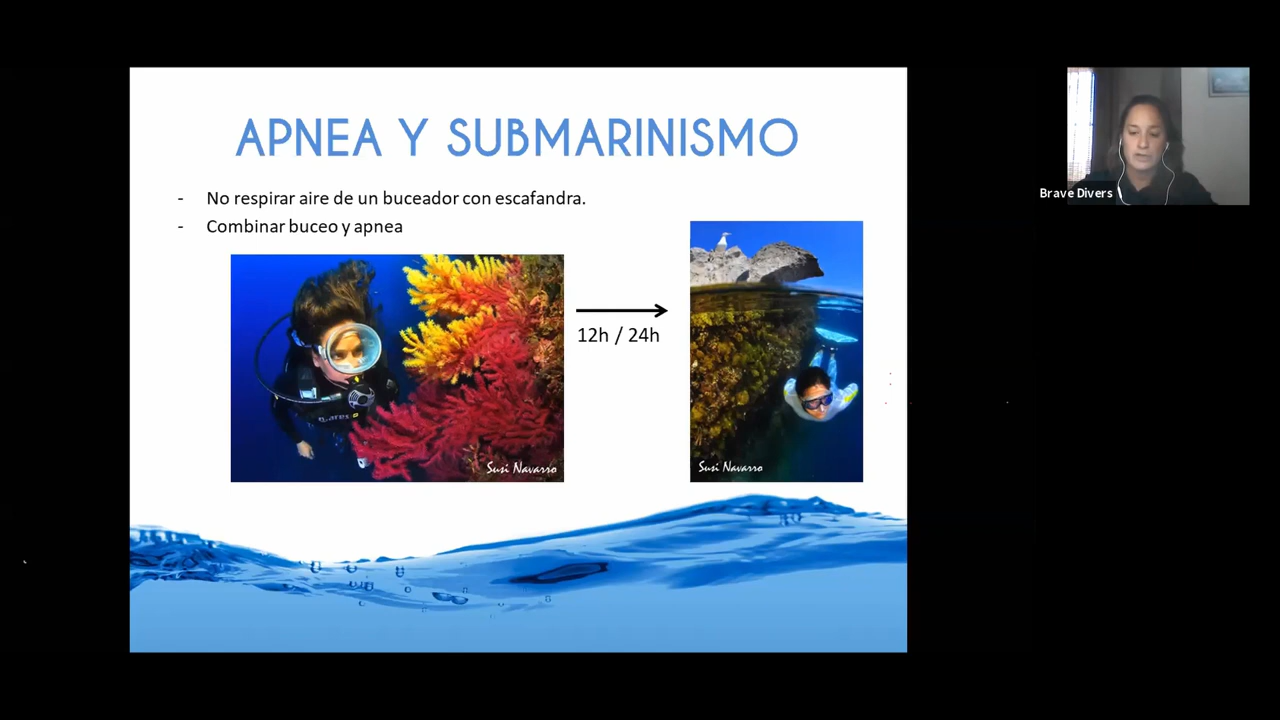 APNEA Y SUBMARINISMO
- No respirar aire de un buceador con escafandra.
- Combinar buceo y apnea
12h / 24h
Susi Navarro
Susi Navarro
Brave Divers